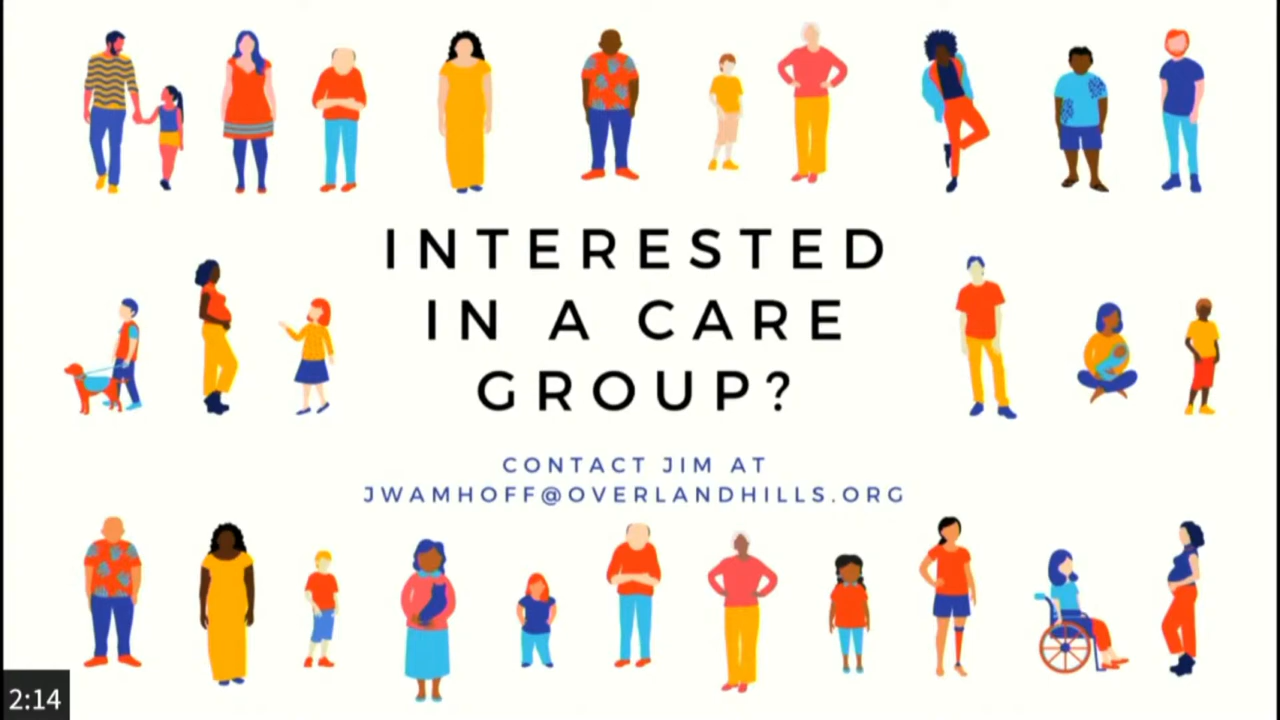 INTERESTED
IN A CARE
GROUP?
CONTACT JIM AT
JWAMHOFF@OVERLANDHILLS.ORG
2:14